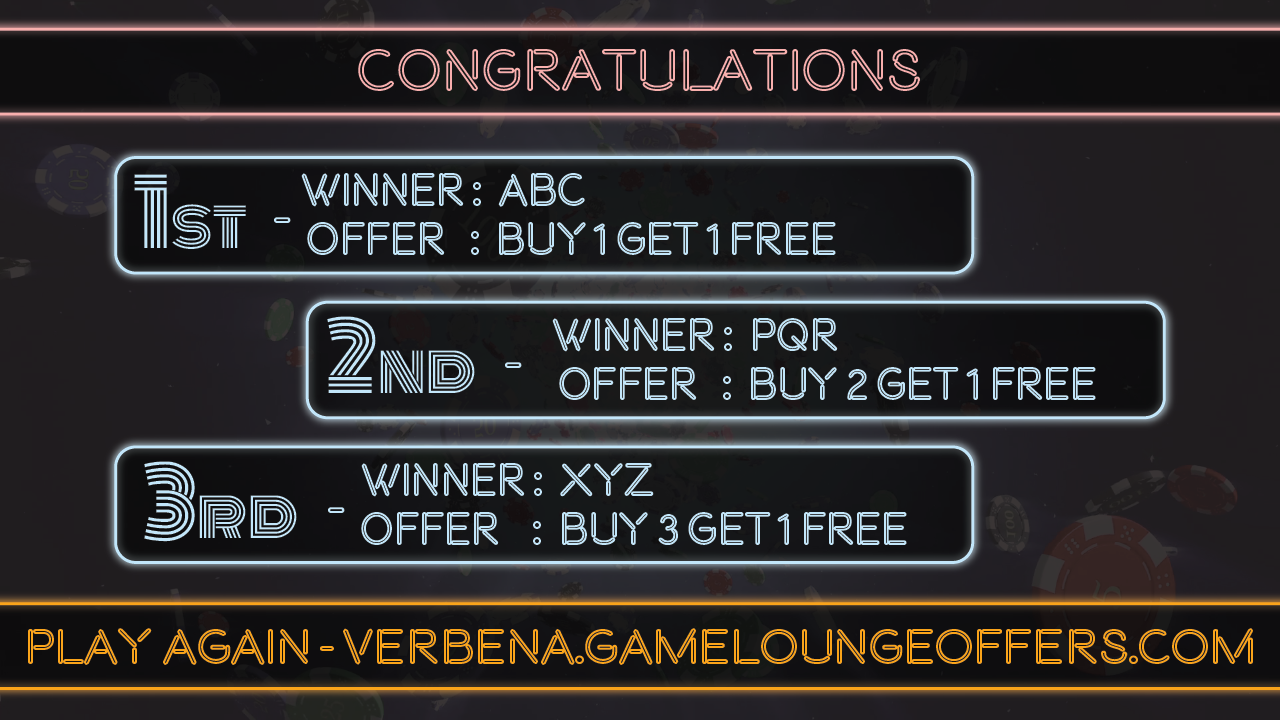 CONGRATULATIONS
1ST - WINNER : ABC
OFFER : BUY 1 GET 1 FREE
2ND - WINNER : PQR
OFFER : BUY 2 GET 1 FREE
3RD - WINNER : XYZ
OFFER : BUY 3 GET 1 FREE
PLAY AGAIN - VERBENA.GAMELOUNGEOFFERS.COM